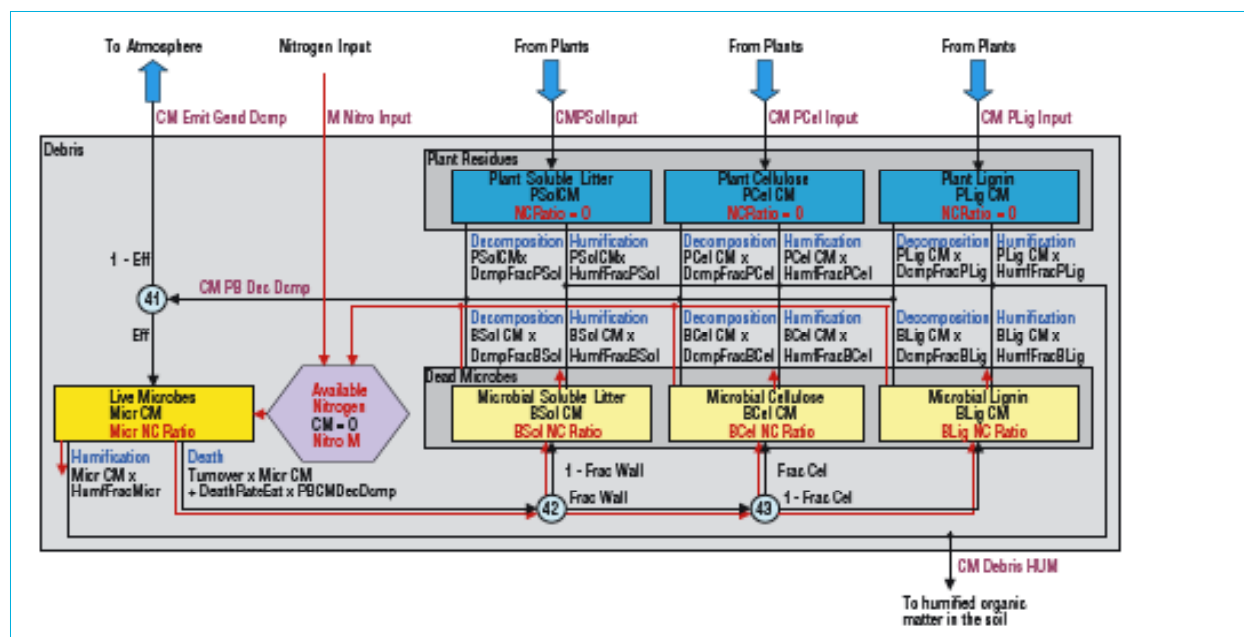 To Atmosphere
Nitrogen Input
From Plants
From Plants
From Plants
CM Emit Gend Dcmp
M Nitro Input
CMPSolInput
CM PCel Input
CM PLig Input
Debris
Plant Residues
Plant Soluble Litter
PSolCM
NCRatio = 0
Plant Cellulose
PCel CM
NCRatio = 0
Plant Lignin
PLig CM
NCRatio = 0
Decomposition
PSolCMx
DcmpFracPSol
Humification
PSolCMx
HumfFracPSol
Decomposition
PCel CM x
DcmpFracPCel
Humification
PCel CM x
HumfFracPCel
Decomposition
PLig CM x
DcmpFracPLig
Humification
PLig CM x
HumfFracPLig
1 - Eff
41
CM PB Dec Dcmp
Eff
Decomposition
BSol CM x
DcmpFracBSol
Humification
BSol CM x
HumfFracBSol
Decomposition
BCel CM x
DcmpFracBCel
Humification
BCel CM x
HumfFracBCel
Decomposition
BLig CM x
DcmpFracBLig
Humification
BLig CM x
HumfFracBLig
Dead Microbes
Live Microbes
Micr CM
Micr NC Ratio
Available
Nitrogen
CM = 0
Nitro M
Microbial Soluble Litter
BSol CM
BSol NC Ratio
Microbial Cellulose
BCel CM
BCel NC Ratio
Microbial Lignin
BLig CM
BLig NC Ratio
Humification
Micr CM x
HumfFracMicr
Death
Turnover x Micr CM
+ DeathRateEat x PBCMDecDcmp
1 - Frac Wall
Frac Wall
42
Frac Cel
1 - Frac Cel
43
CM Debris HUM
To humified organic
matter in the soil